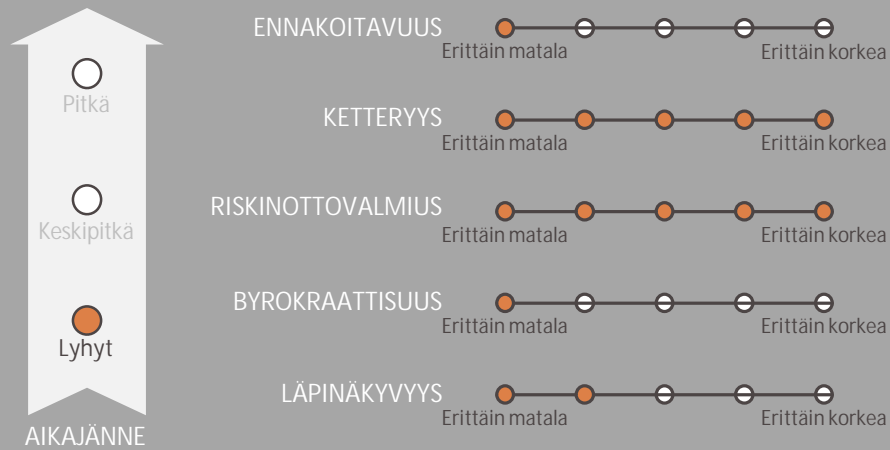 Pitkä
Keskipitkä
Lyhyt
AIKAJÄNNE
ENNAKOITAVUUS
Erittäin matala
Erittäin korkea
KETTERYYS
Erittäin matala
Erittäin korkea
RISKINOTTOVALMIUS
Erittäin matala
Erittäin korkea
BYROKRAATTISUUS
Erittäin matala
Erittäin korkea
LÄPINÄKYVYYS
Erittäin matala
Erittäin korkea